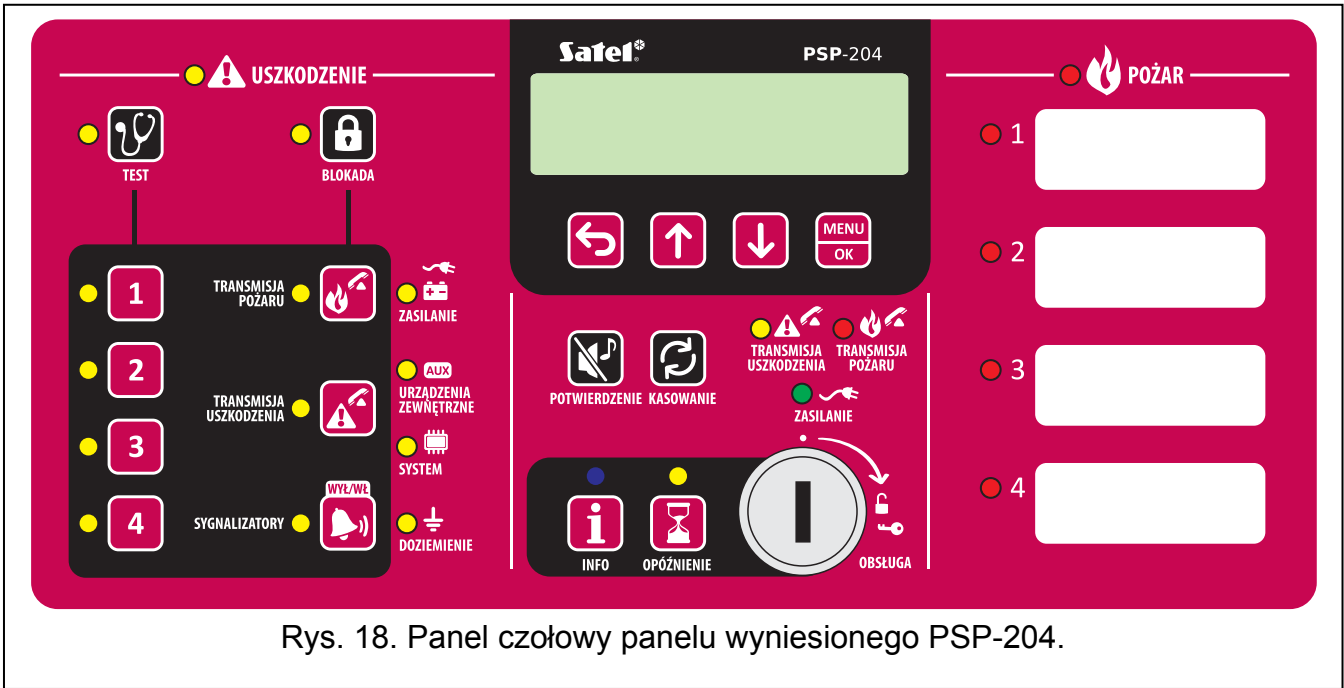 USZKODZENIE
TEST
BLOKADA
1
2
3
4
TRANSMISJA
POŻARU
TRANSMISJA
USZKODZENIA
WYŁ/WŁ
SYGNALIZATORY
ZASILANIE
AUX
URZĄDZENIA
ZEWNĘTRZNE
SYSTEM
DOZIEMIENIE
Satel®
PSP-204
MENU
OK
POTWIERDZENIE
KASOWANIE
TRANSMISJA
USZKODZENIA
TRANSMISJA
POŻARU
ZASILANIE
INFO
OPÓŹNIENIE
OBSŁUGA
POŻAR
1
2
3
4
Rys. 18. Panel czołowy panelu wyniesionego PSP-204.